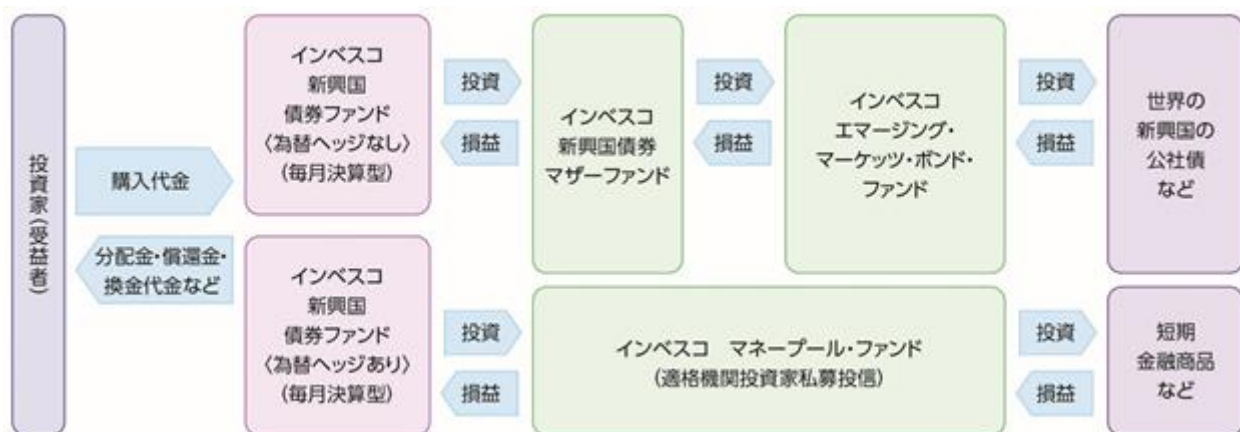 投資家（受益者）
購入代金
分配金・償還金・
換金代金など
インベスコ
新興国
債券ファンド
〈為替ヘッジなし〉
（毎月決算型）
投資
損益
インベスコ
新興国債券
マザーファンド
投資
損益
インベスコ
エマージング・
マーケッツ・ボンド・
ファンド
投資
損益
世界の
新興国の
公社債
など
インベスコ
新興国
債券ファンド
〈為替ヘッジあり〉
（毎月決算型）
投資
損益
インベスコ　マネープール・ファンド
（適格機関投資家私募投信）
投資
損益
短期
金融商品
など